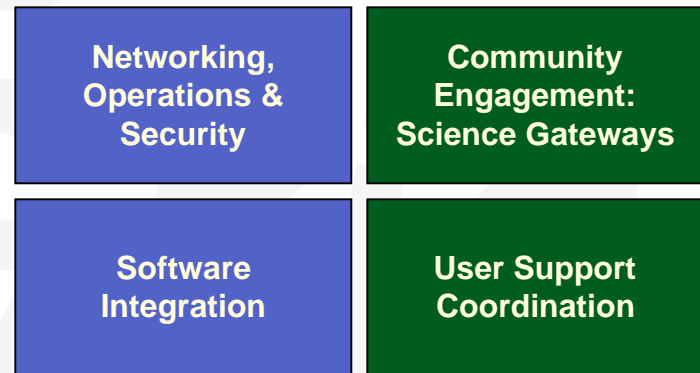 Networking,
Operations &
Security
Community
Engagement:
Science Gateways
Software
Integration
User Support
Coordination